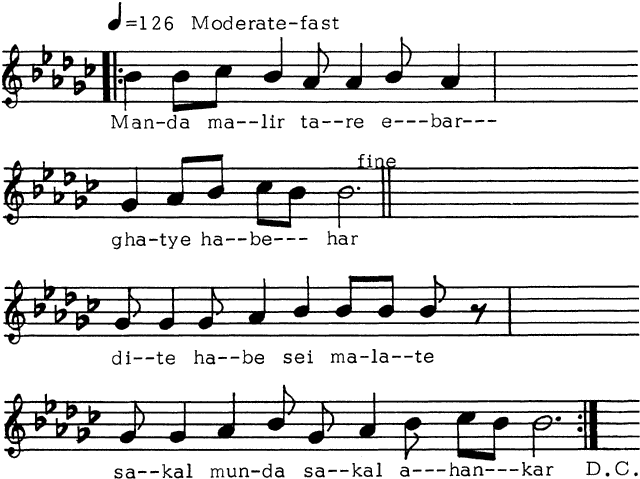 ♩=126 Moderate-fast
Man-da ma--lir ta--re e---bar---
fine
gha-tye ha--be--- har
di--te ha--be sei ma-la--te
sa--kal mun-da sa--kal a---han---kar D.C.